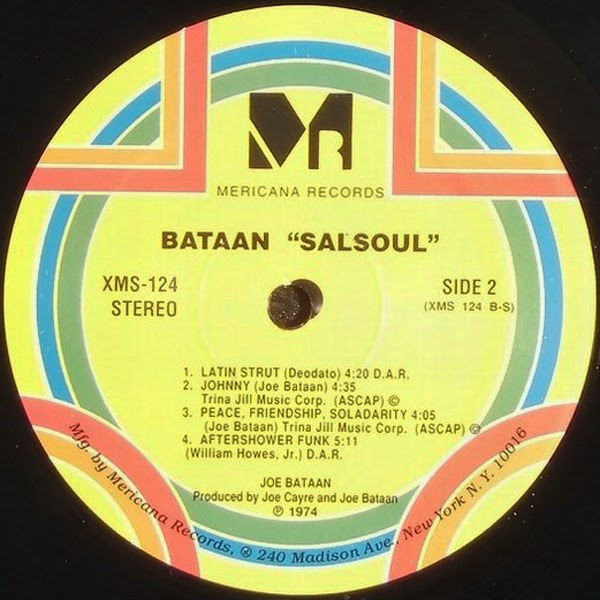 MR
MERICANA RECORDS
BATAAN "SALSOUL"
XMS-124
STEREO
SIDE 2
(XMS 124 B-S)
1. LATIN STRUT (Deodato) 4:20 D.A.R.
2. JOHNNY (Joe Bataan) 4:35
Trina Jill Music Corp. (ASCAP) ©
3. PEACE, FRIENDSHIP, SOLADARITY 4:05
(Joe Bataan) Trina Jill Music Corp. (ASCAP) ©
4. AFTERSHOWER FUNK 5:11
(William Howes, Jr.) D.A.R.
JOE BATAAN
Produced by Joe Cayre and Joe Bataan
℗ 1974
Mfg. by Mericana Records, ® 240 Madison Ave., New York N.Y. 10016